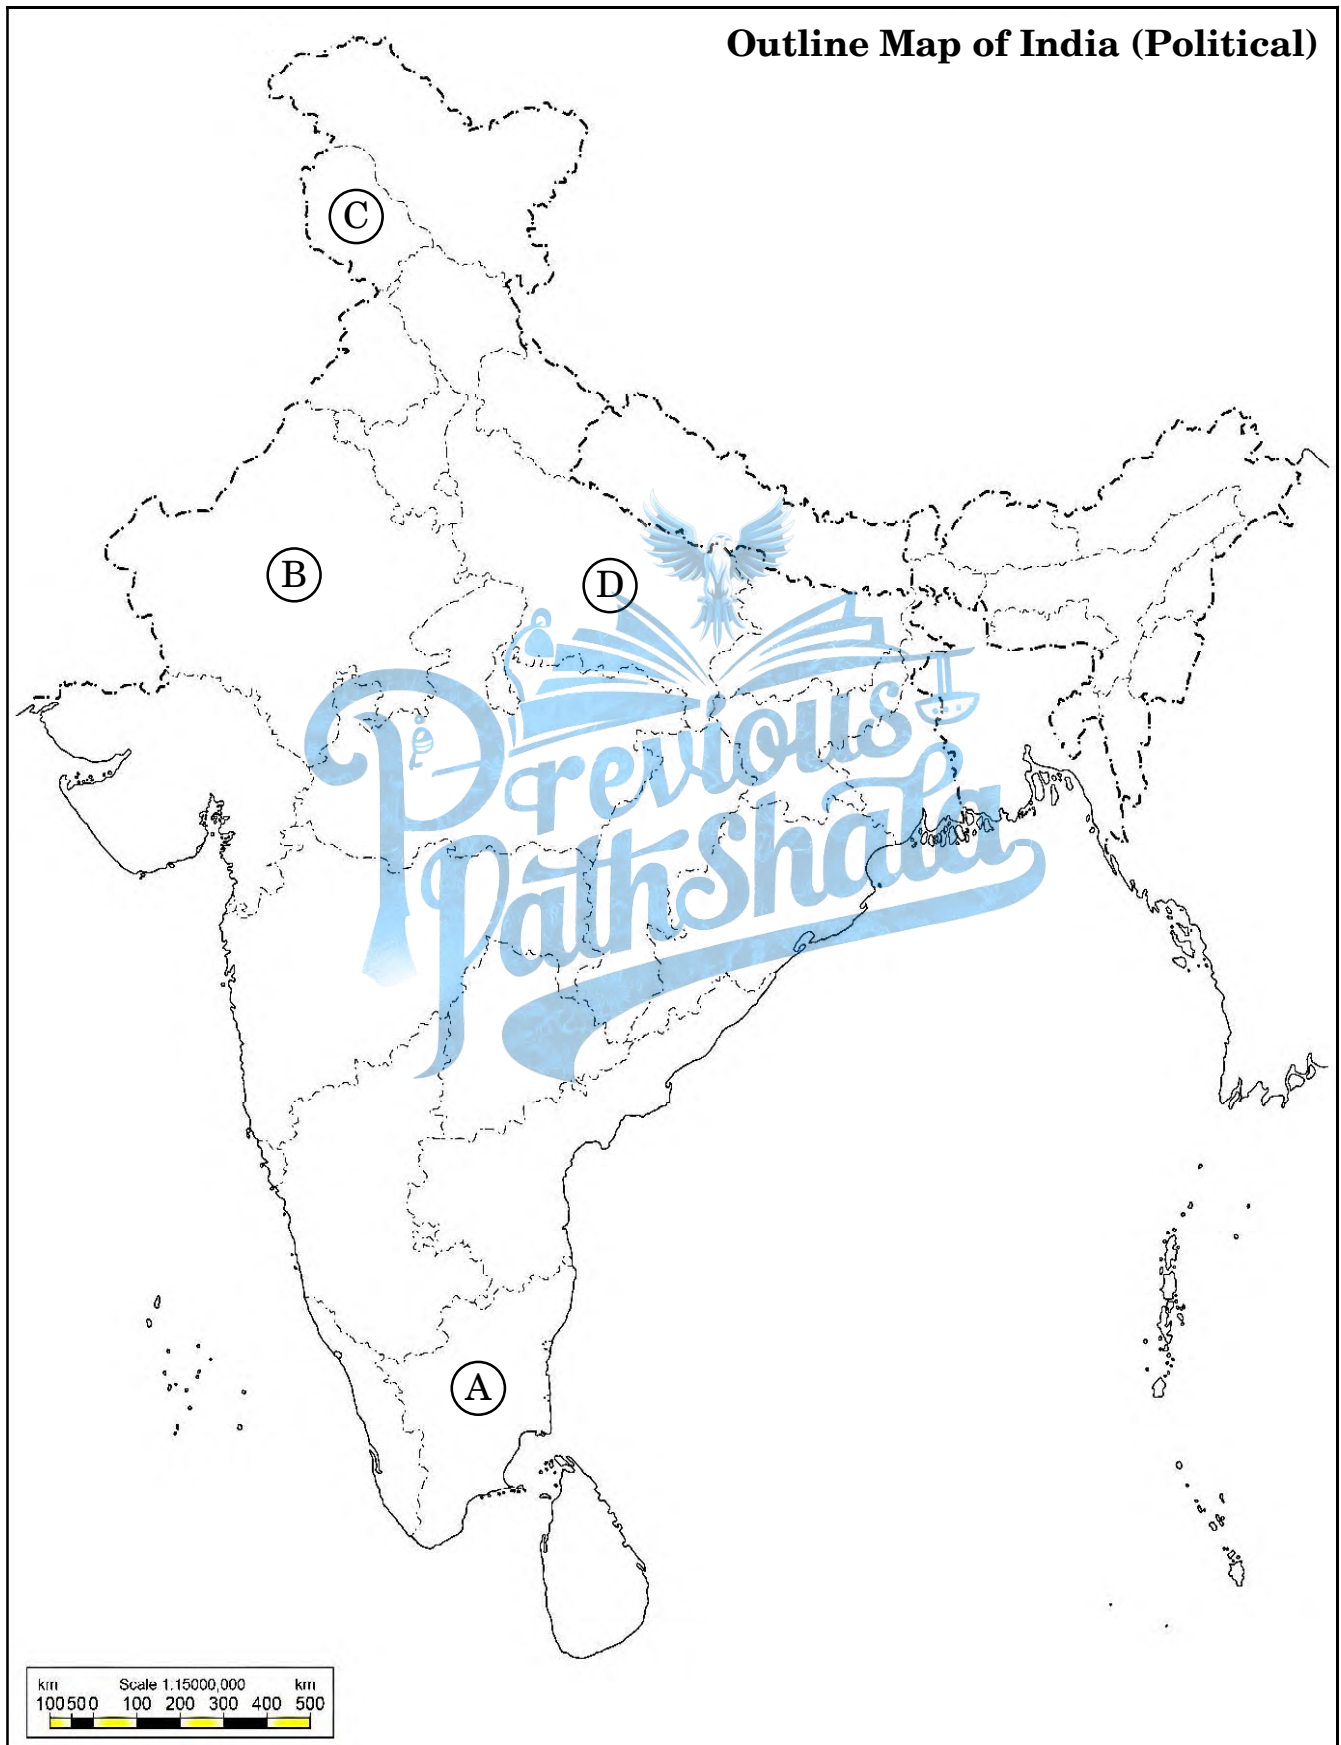 Outline Map of India (Political)
C
B
D
Previous
Pathshala
A
km Scale 1:15000,000 km
100 50 0 100 200 300 400 500